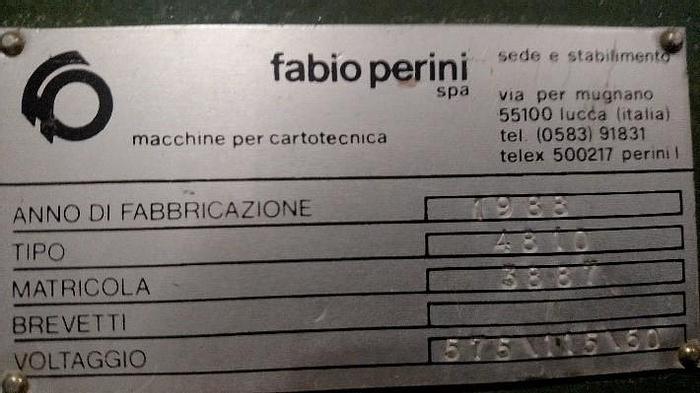 fabio perini
spa
macchine per cartotecnica
sede e stabilimento
via per mugnano
55100 lucca (italia)
tel. (0583) 91831
telex 500217 perini l
ANNO DI FABBRICAZIONE 1988
TIPO 4810
MATRICOLA 3887
BREVETTI
VOLTAGGIO 575\115\60